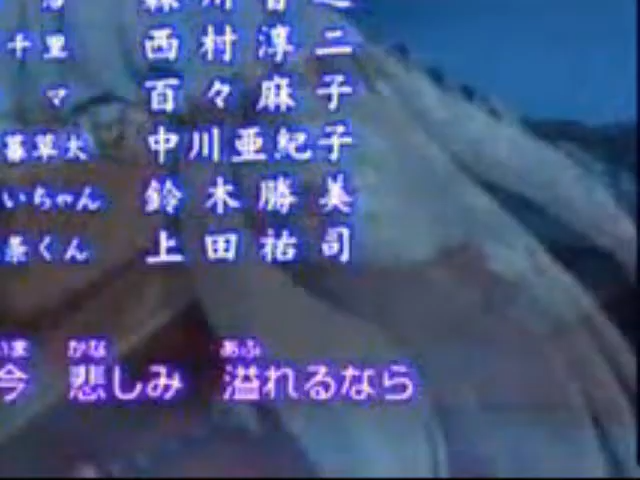 千里 西村淳二
マ 百々麻子
暮草太 中川亜紀子
いちゃん 鈴木勝美
条くん 上田祐司
いま かな あふ
今 悲しみ 溢れるなら